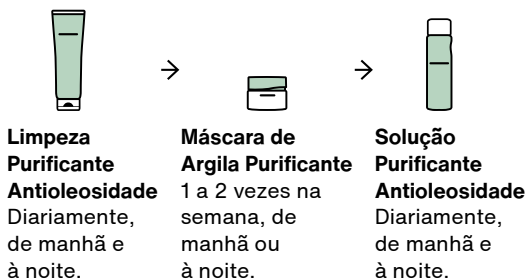 Limpeza
Purificante
Antioleosidade
Diariamente,
de manhã e
à noite.
Máscara de
Argila Purificante
1 a 2 vezes na
semana, de
manhã ou
à noite.
Solução
Purificante
Antioleosidade
Diariamente,
de manhã e
à noite.